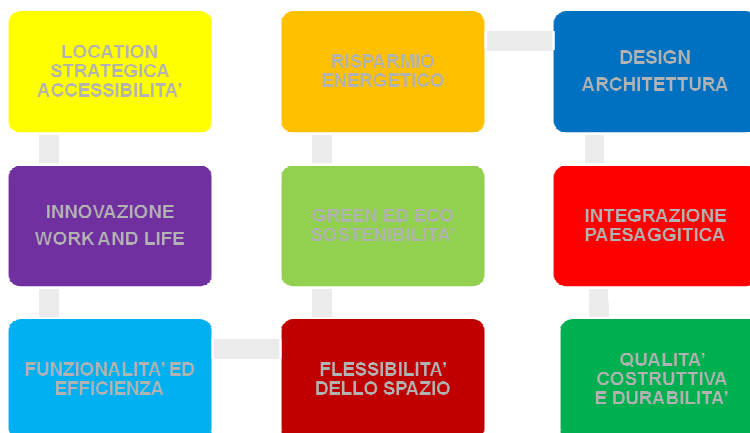 LOCATION
STRATEGICA
ACCESSIBILITA'
INNOVAZIONE
WORK AND LIFE
FUNZIONALITA' ED
EFFICIENZA
FLESSIBILITA'
DELLO SPAZIO
GREEN ED ECO
SOSTENIBILITA'
RISPARMIO
ENERGETICO
DESIGN
ARCHITETTURA
INTEGRAZIONE
PAESAGGITICA
QUALITA'
COSTRUTTIVA
E DURABILITA'